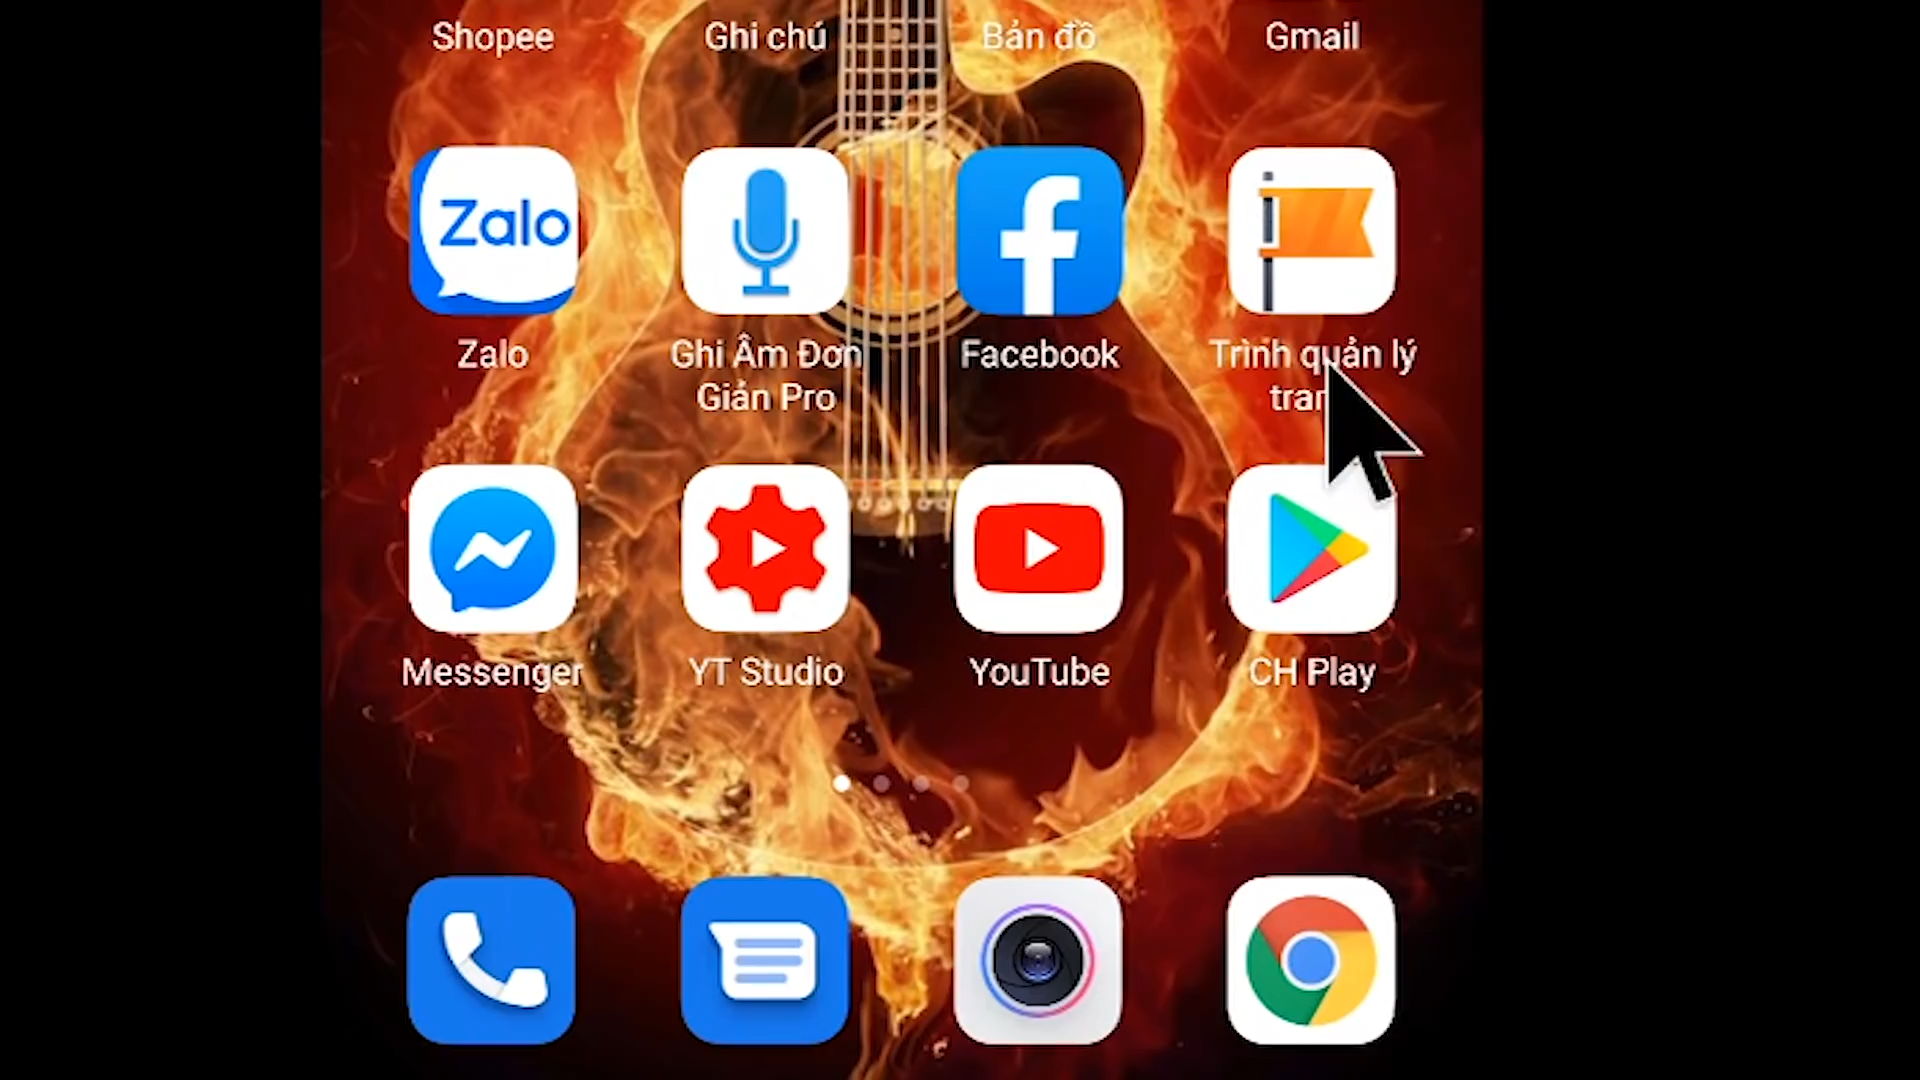 Shopee
Ghi chú
Bản đồ
Gmail
Zalo
Zalo
Ghi Âm Đơn
Giản Pro
Facebook
Trình quản lý
Messenger
YT Studio
YouTube
CH Play